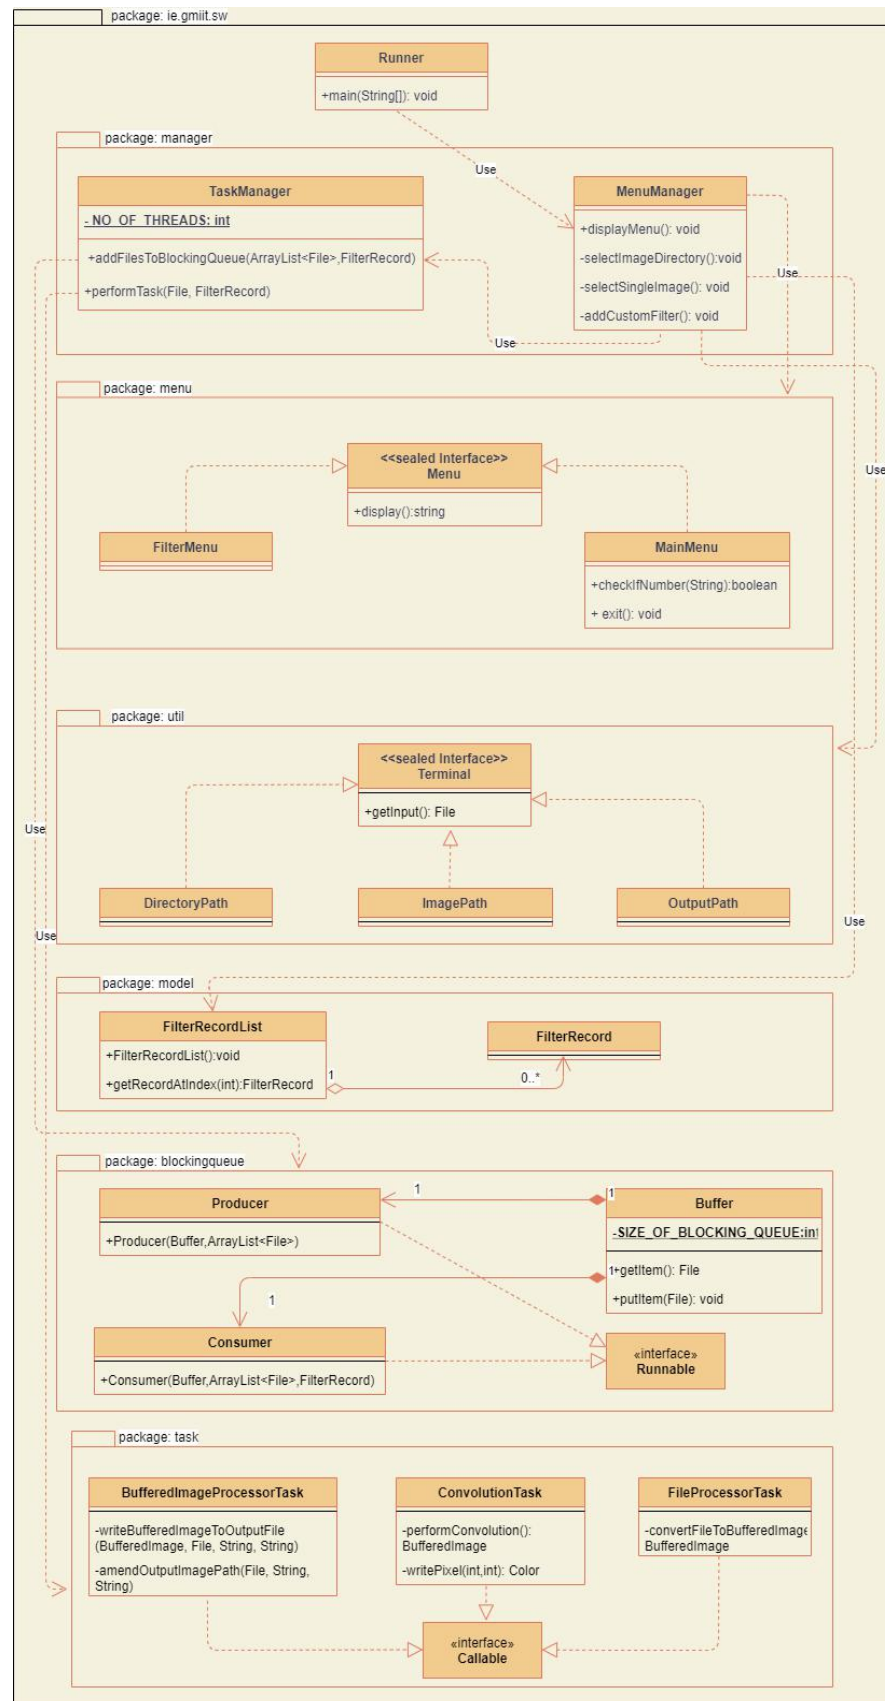 package: ie.gmiit.sw
Runner
+main(String[]): void
package: manager
Use
TaskManager
- NO_OF_THREADS: int
+addFilesToBlockingQueue(ArrayList<File>,FilterRecord)
+performTask(File, FilterRecord)
MenuManager
+displayMenu(): void
-selectImageDirectory():void
-selectSingleImage(): void
-addCustomFilter(): void
Use
Use
package: menu
<<sealed Interface>>
Menu
+display():string
Use
FilterMenu
MainMenu
+checkIfNumber(String):boolean
+ exit(): void
package: util
<<sealed Interface>>
Terminal
+getInput(): File
Use
DirectoryPath
ImagePath
OutputPath
Use
Use
package: model
FilterRecordList
+FilterRecordList():void
+getRecordAtIndex(int):FilterRecord
FilterRecord
1
0..*
package: blockingqueue
Producer
+Producer(Buffer,ArrayList<File>)
1
1
Buffer
-SIZE_OF_BLOCKING_QUEUE:int
+getItem(): File
+putItem(File): void
1
1
Consumer
+Consumer(Buffer,ArrayList<File>,FilterRecord)
«interface»
Runnable
package: task
BufferedImageProcessorTask
-writeBufferedImageToOutputFile
(BufferedImage, File, String, String)
-amendOutputImagePath(File, String,
String)
ConvolutionTask
-performConvolution():
BufferedImage
-writePixel(int,int): Color
FileProcessorTask
-convertFileToBufferedImage
BufferedImage
«interface»
Callable